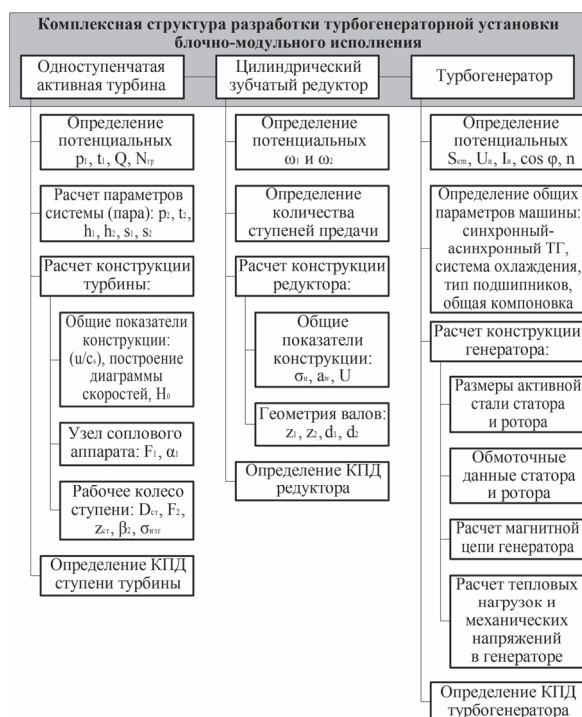 Комплексная структура разработки турбогенераторной установки
блочно-модульного исполнения
Одноступенчатая
активная турбина
Цилиндрический
зубчатый редуктор
Турбогенератор
Определение
потенциальных
p₁, t₁, Q, Nтр
Расчет параметров
системы (пара): p₂, t₂,
h₁, h₂, s₁, s₂
Расчет конструкции
турбины:
Общие показатели
конструкции:
(u/cₛ), построение
диаграммы
скоростей, H₀
Узел соплового
аппарата: F₁, α₁
Рабочее колесо
ступени: Dст, F₂,
zст, β₂, σизг
Определение КПД
ступени турбины
Определение
потенциальных
ω₁ и ω₂
Определение
количества
ступеней предачи
Расчет конструкции
редуктора:
Общие
показатели
конструкции:
σн, aw, U
Геометрия валов:
z₁, z₂, d₁, d₂
Определение КПД
редуктора
Определение
потенциальных
Sэm, Uн, Iн, cos φ, n
Определение общих
параметров машины:
синхронный-
асинхронный ТГ,
система охлаждения,
тип подшипников,
общая компоновка
Расчет конструкции
генератора:
Размеры активной
стали статора
и ротора
Обмоточные
данные статора
и ротора
Расчет магнитной
цепи генератора
Расчет тепловых
нагрузок и
механических
напряжений
в генераторе
Определение КПД
турбогенератора